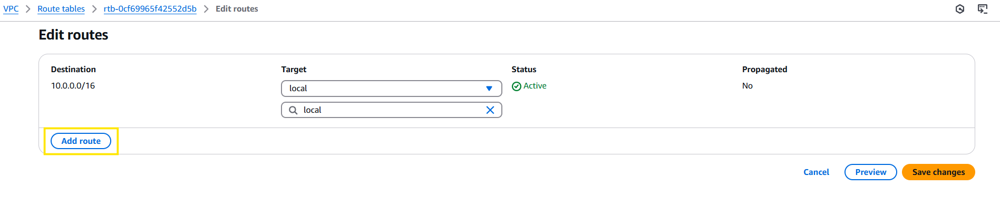 VPC > Route tables > rtb-0cf69965f42552d5b > Edit routes
Edit routes
Destination Target Status Propagated
10.0.0.0/16 local Active No
local
Add route
Cancel Preview Save changes